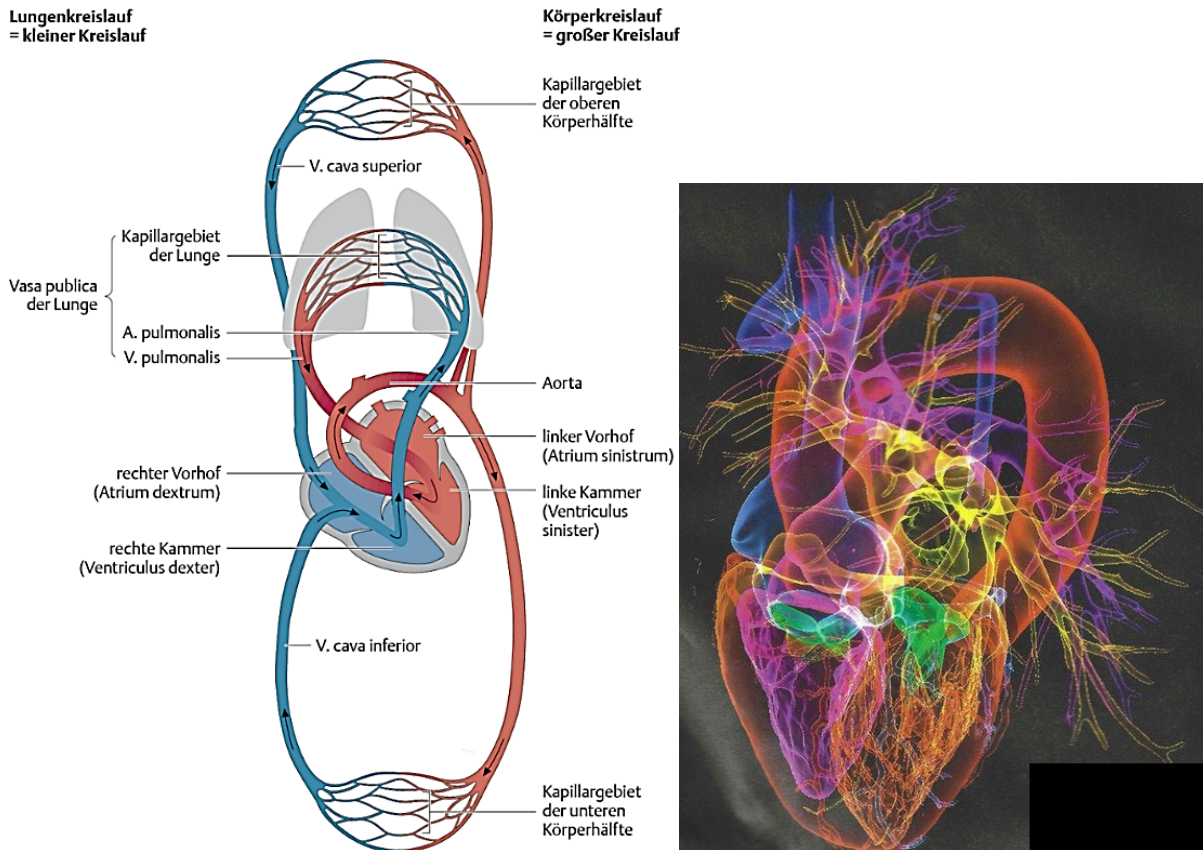 Lungenkreislauf
= kleiner Kreislauf
Körperkreislauf
= großer Kreislauf
Kapillargebiet
der oberen
Körperhälfte
V. cava superior
Kapillargebiet
der Lunge
Vasa publica
der Lunge
A. pulmonalis
V. pulmonalis
Aorta
linker Vorhof
(Atrium sinistrum)
rechter Vorhof
(Atrium dextrum)
linke Kammer
(Ventriculus
sinister)
rechte Kammer
(Ventriculus dexter)
V. cava inferior
Kapillargebiet
der unteren
Körperhälfte